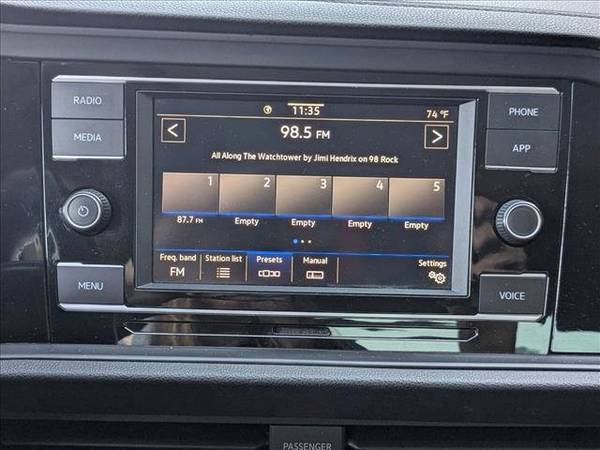 RADIO
MEDIA
MENU
11:35
74 °F
98.5 FM
All Along The Watchtower by Jimi Hendrix on 98 Rock
1 2 3 4 5
87.7 FM Empty Empty Empty Empty
Freq. band Station list Presets Manual Settings
FM
PHONE
APP
VOICE
PASSENGER